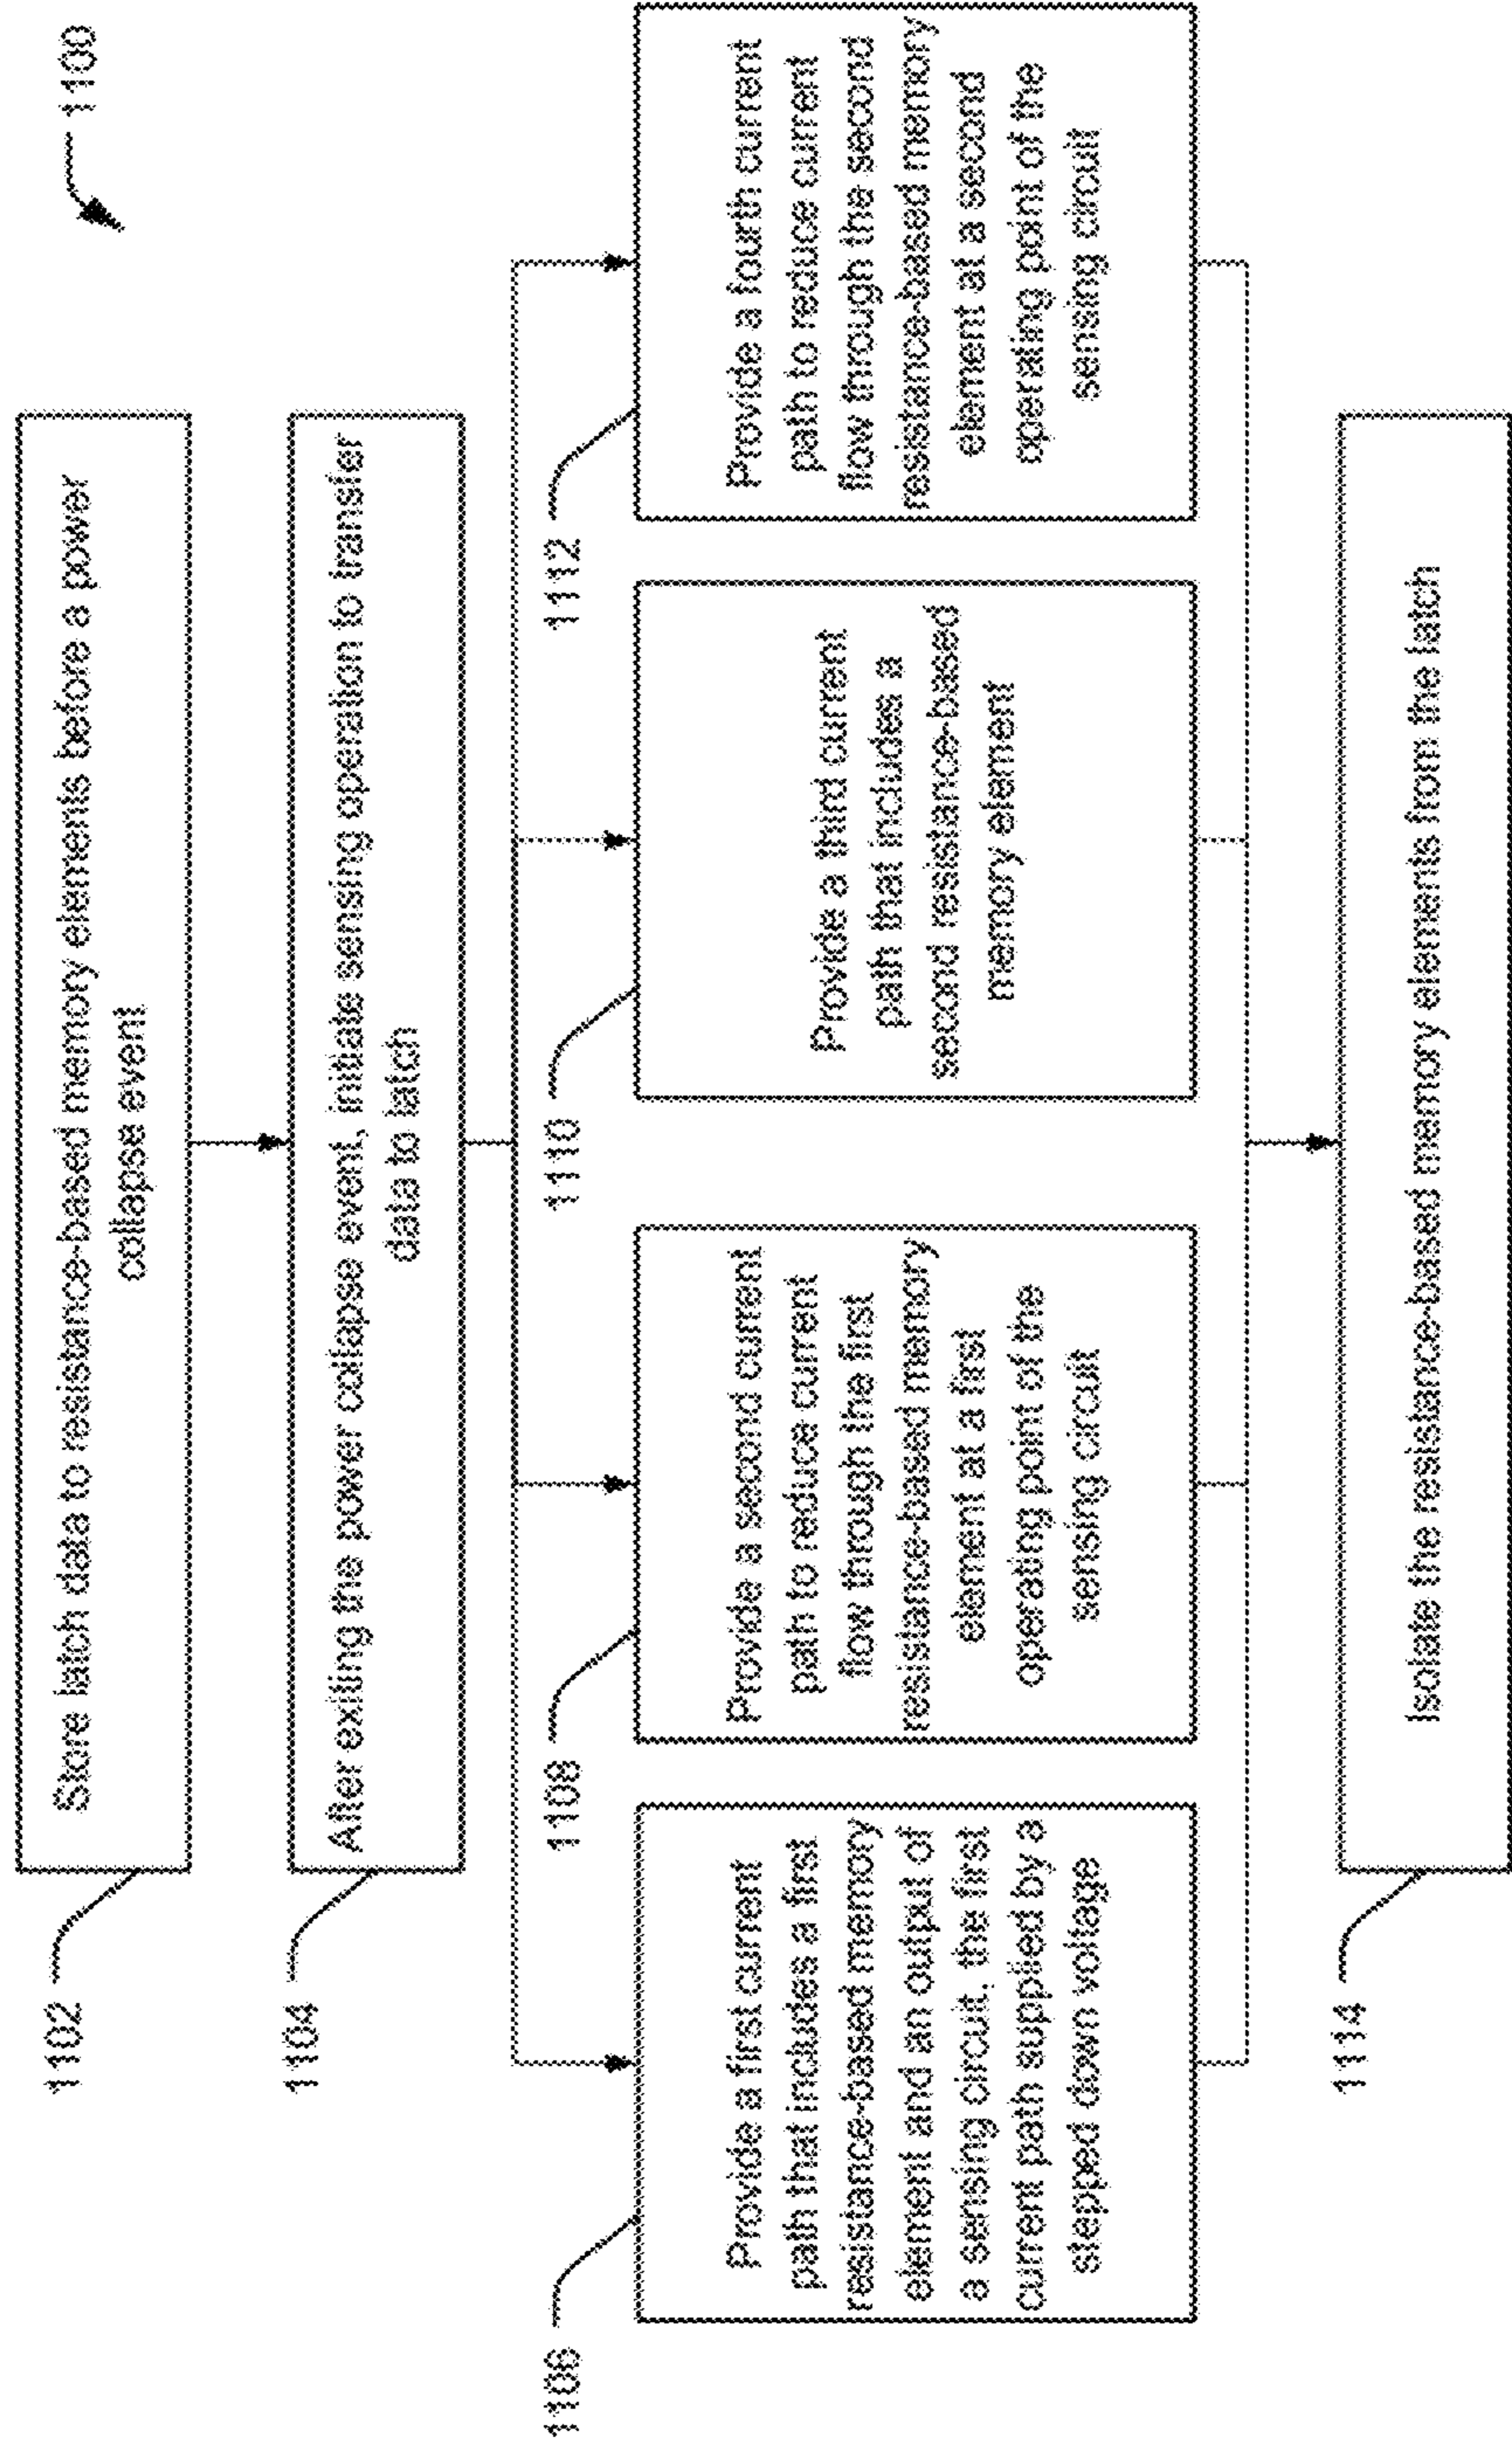 1100
1102
Store latch data to resistance-based memory elements before a power
collapse event
1104
After exiting the power collapse event, initiate sensing operation to transfer
data to latch
1106
Provide a first current
path that includes a first
resistance-based memory
element and an output of
a sensing circuit, the first
current path supplied by a
stepped down voltage
1108
Provide a second current
path to reduce current
flow through the first
resistance-based memory
element at a first
operating point of the
sensing circuit
1110
Provide a third current
path that includes a
second resistance-based
memory element
1112
Provide a fourth current
path to reduce current
flow through the second
resistance-based memory
element at a second
operating point of the
sensing circuit
1114
Isolate the resistance-based memory elements from the latch